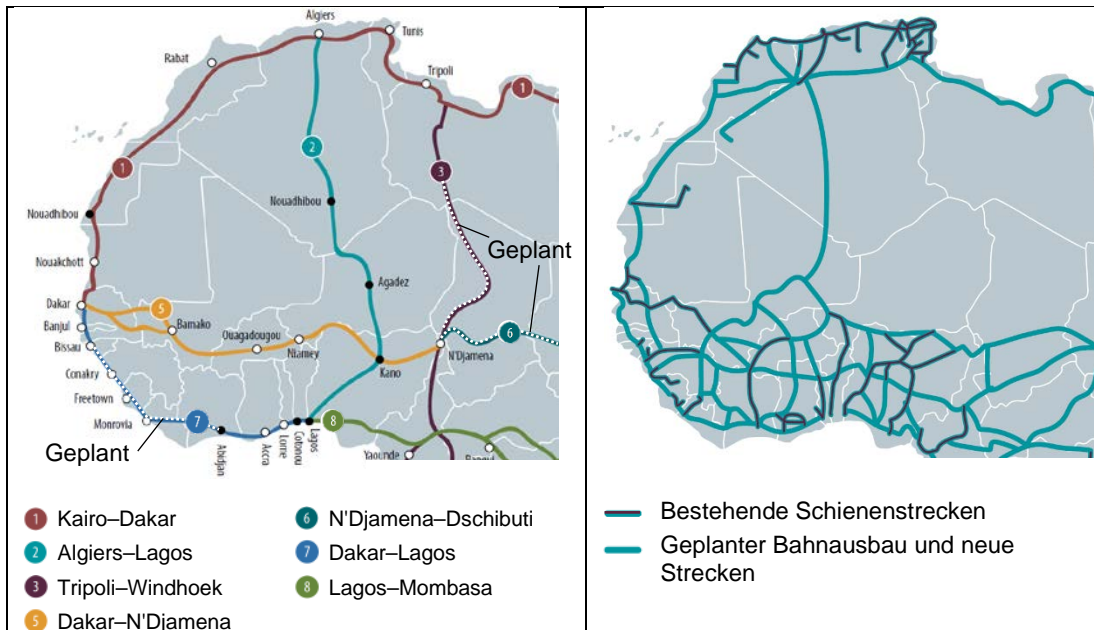 Algiers
Tunis
Rabat
Tripoli
1
2
1
3
Nouadhibou
Nouadhibou
Geplant
Nouakchott
Agadez
Dakar
5
Banjul
Bamako
Ouagadougou
6
Bissau
Niamey
N'Djamena
Conakry
Kano
Freetown
Monrovia
7
8
Geplant
Abidjan
Accra
Lome
Cotonou
Lagos
Yaounde
1 Kairo–Dakar
2 Algiers–Lagos
3 Tripoli–Windhoek
5 Dakar–N'Djamena
6 N'Djamena–Dschibuti
7 Dakar–Lagos
8 Lagos–Mombasa
Bestehende Schienenstrecken
Geplanter Bahnausbau und neue
Strecken